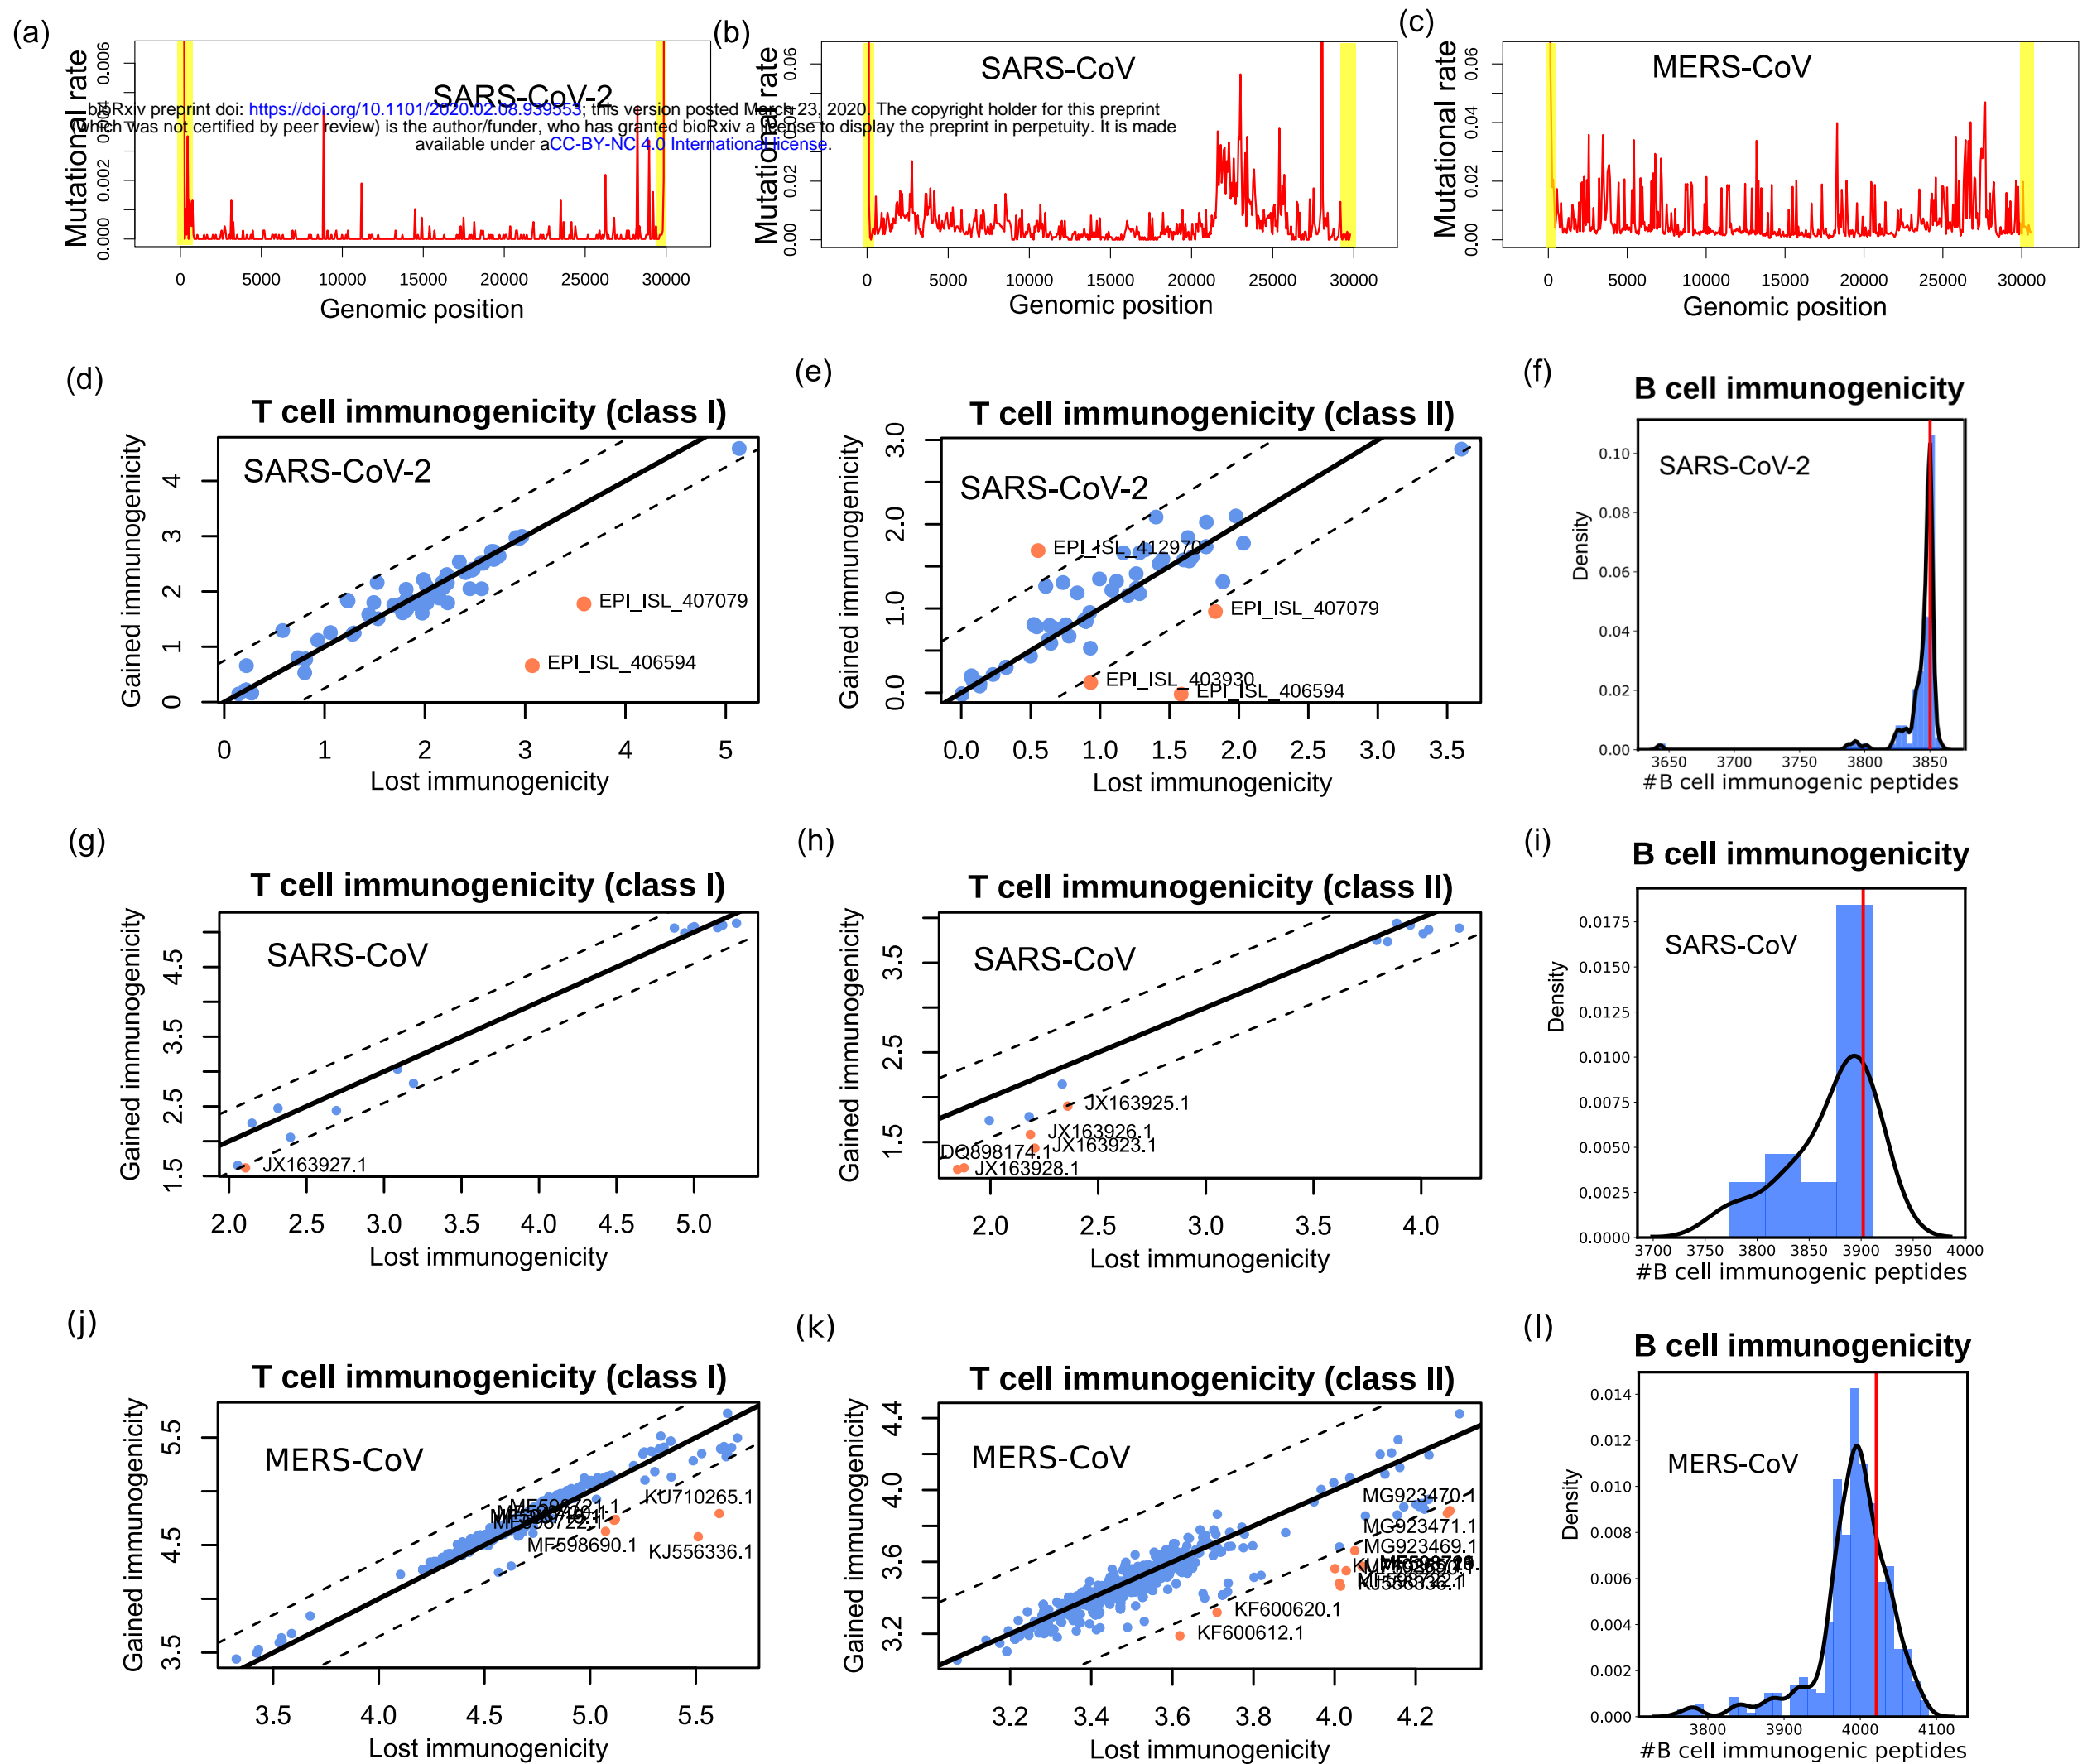 (a)
Mutational rate
0.000 0.002 0.004 0.006
SARS-CoV-2
0 5000 10000 15000 20000 25000 30000
Genomic position
(b)
Mutational rate
0.00 0.02 0.04 0.06
SARS-CoV
0 5000 10000 15000 20000 25000 30000
Genomic position
(c)
Mutational rate
0.00 0.02 0.04 0.06
MERS-CoV
0 5000 10000 15000 20000 25000 30000
Genomic position
bioRxiv preprint doi: https://doi.org/10.1101/2020.02.08.939553; this version posted March 23, 2020. The copyright holder for this preprint
(which was not certified by peer review) is the author/funder, who has granted bioRxiv a license to display the preprint in perpetuity. It is made
available under aCC-BY-NC 4.0 International license.
(d)
T cell immunogenicity (class I)
Gained immunogenicity
0 1 2 3 4
SARS-CoV-2
EPI_ISL_407079
EPI_ISL_406594
0 1 2 3 4 5
Lost immunogenicity
(e)
T cell immunogenicity (class II)
Gained immunogenicity
0.0 1.0 2.0 3.0
SARS-CoV-2
EPI_ISL_412970
EPI_ISL_407079
EPI_ISL_403930
EPI_ISL_406594
0.0 0.5 1.0 1.5 2.0 2.5 3.0 3.5
Lost immunogenicity
(f)
B cell immunogenicity
Density
0.10
0.08
0.06
0.04
0.02
0.00
SARS-CoV-2
3650 3700 3750 3800 3850
#B cell immunogenic peptides
(g)
T cell immunogenicity (class I)
Gained immunogenicity
1.5 2.5 3.5 4.5
SARS-CoV
JX163927.1
2.0 2.5 3.0 3.5 4.0 4.5 5.0
Lost immunogenicity
(h)
T cell immunogenicity (class II)
Gained immunogenicity
1.5 2.5 3.5
SARS-CoV
JX163925.1
JX163926.1
JX163923.1
DQ898174.1
JX163928.1
2.0 2.5 3.0 3.5 4.0
Lost immunogenicity
(i)
B cell immunogenicity
Density
0.0175
0.0150
0.0125
0.0100
0.0075
0.0050
0.0025
0.0000
SARS-CoV
3700 3750 3800 3850 3900 3950 4000
#B cell immunogenic peptides
(j)
T cell immunogenicity (class I)
Gained immunogenicity
3.5 4.5 5.5
MERS-CoV
KU710265.1
MF598722.1
MF598690.1
KJ556336.1
3.5 4.0 4.5 5.0 5.5
Lost immunogenicity
(k)
T cell immunogenicity (class II)
Gained immunogenicity
3.2 3.6 4.0 4.4
MERS-CoV
MG923470.1
MG923471.1
MG923469.1
KJ556336.1
KF600620.1
KF600612.1
3.2 3.4 3.6 3.8 4.0 4.2
Lost immunogenicity
(l)
B cell immunogenicity
Density
0.014
0.012
0.010
0.008
0.006
0.004
0.002
0.000
MERS-CoV
3800 3900 4000 4100
#B cell immunogenic peptides